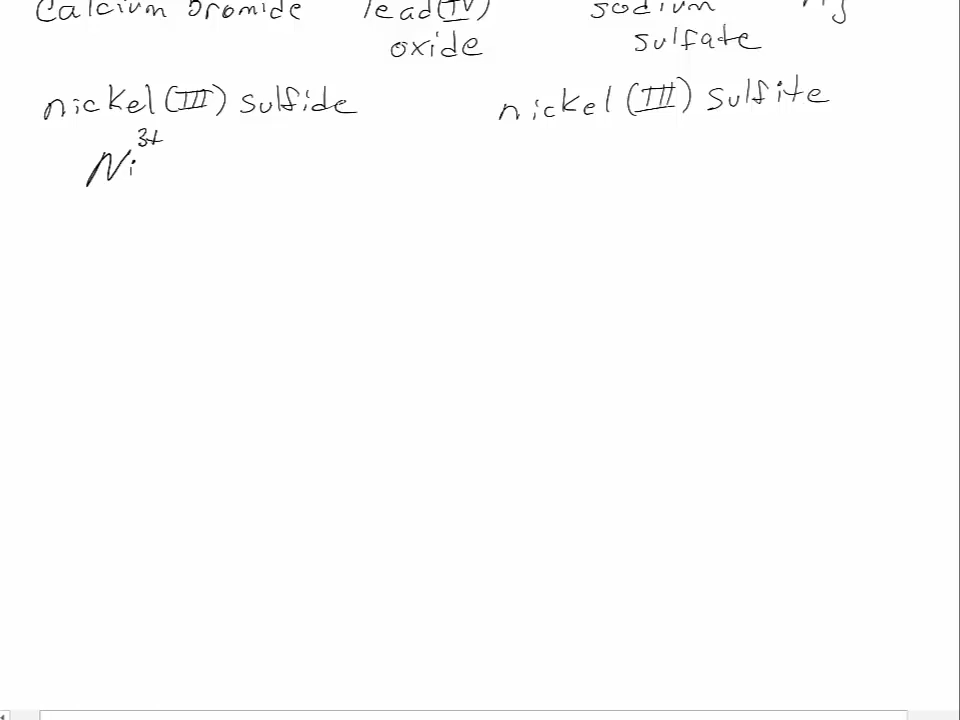 Calcium bromide lead(IV) sodium
oxide sulfate
nickel(III) sulfide nickel(III) sulfite
Ni³⁺